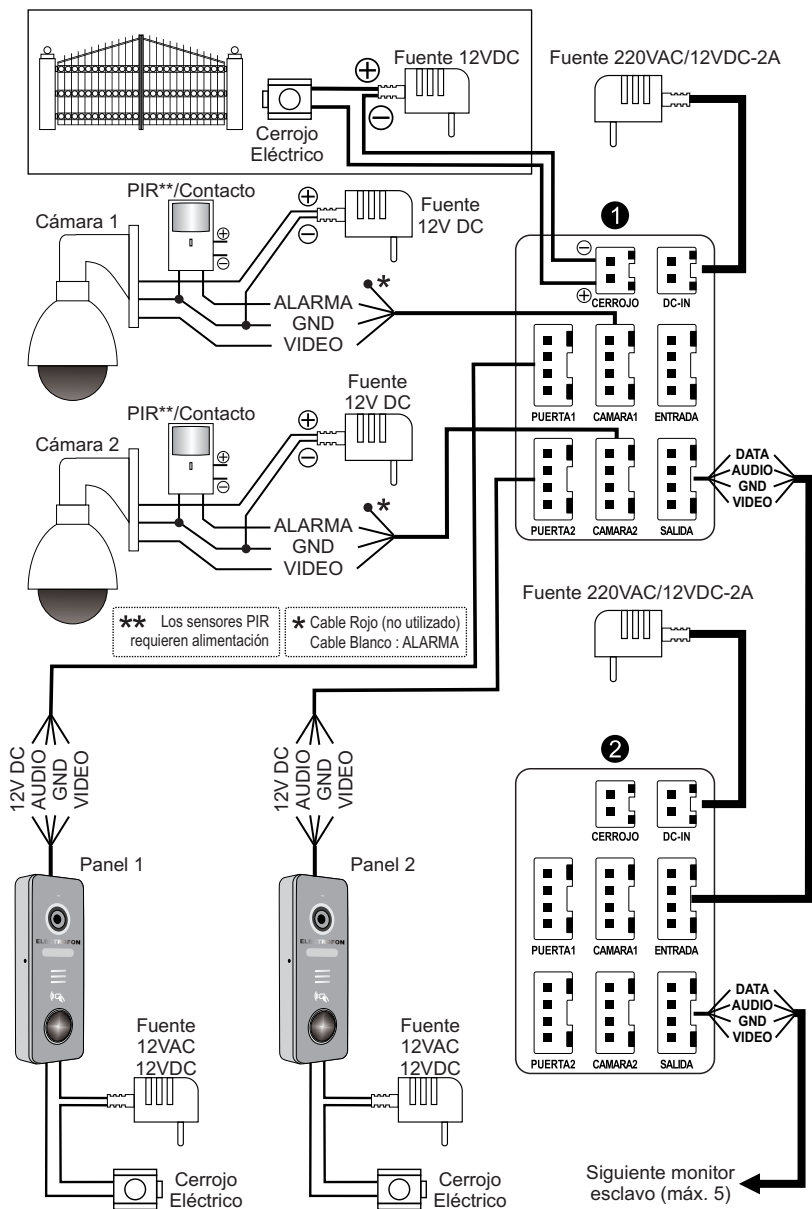 Fuente 12VDC
+
−
Cerrojo
Eléctrico
Fuente 220VAC/12VDC-2A
PIR**/Contacto
+
−
Cámara 1
+
−
Fuente
12V DC
*
ALARMA
GND
VIDEO
1
−
+
CERROJO
DC-IN
PUERTA1
CAMARA1
ENTRADA
PUERTA2
CAMARA2
SALIDA
DATA
AUDIO
GND
VIDEO
PIR**/Contacto
+
−
Cámara 2
+
−
Fuente
12V DC
*
ALARMA
GND
VIDEO
** Los sensores PIR
requieren alimentación
* Cable Rojo (no utilizado)
Cable Blanco : ALARMA
Fuente 220VAC/12VDC-2A
2
CERROJO
DC-IN
PUERTA1
CAMARA1
ENTRADA
PUERTA2
CAMARA2
SALIDA
DATA
AUDIO
GND
VIDEO
Siguiente monitor
esclavo (máx. 5)
12V DC
AUDIO
GND
VIDEO
Panel 1
ELECTROFON
Fuente
12VAC
12VDC
Cerrojo
Eléctrico
12V DC
AUDIO
GND
VIDEO
Panel 2
ELECTROFON
Fuente
12VAC
12VDC
Cerrojo
Eléctrico